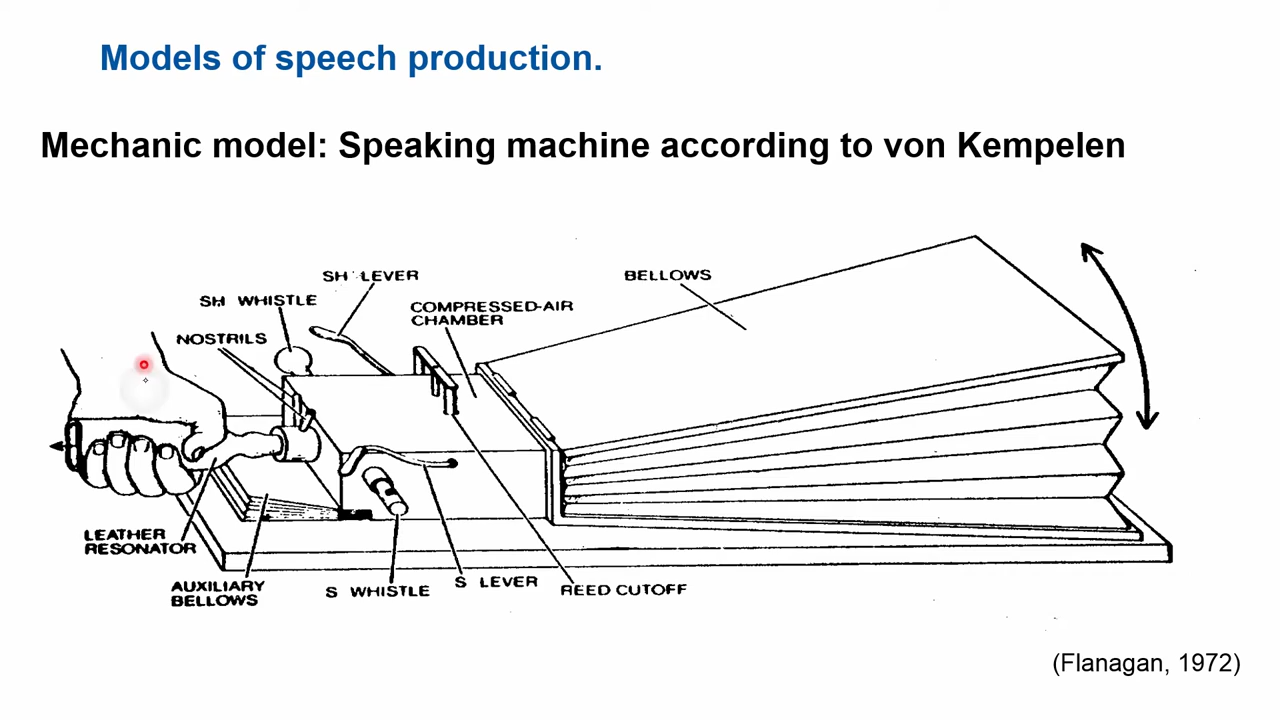 Models of speech production.
Mechanic model: Speaking machine according to von Kempelen
SH LEVER
BELLOWS
SH WHISTLE
COMPRESSED-AIR
CHAMBER
NOSTRILS
LEATHER
RESONATOR
AUXILIARY
BELLOWS
S WHISTLE
S LEVER
REED CUTOFF
(Flanagan, 1972)